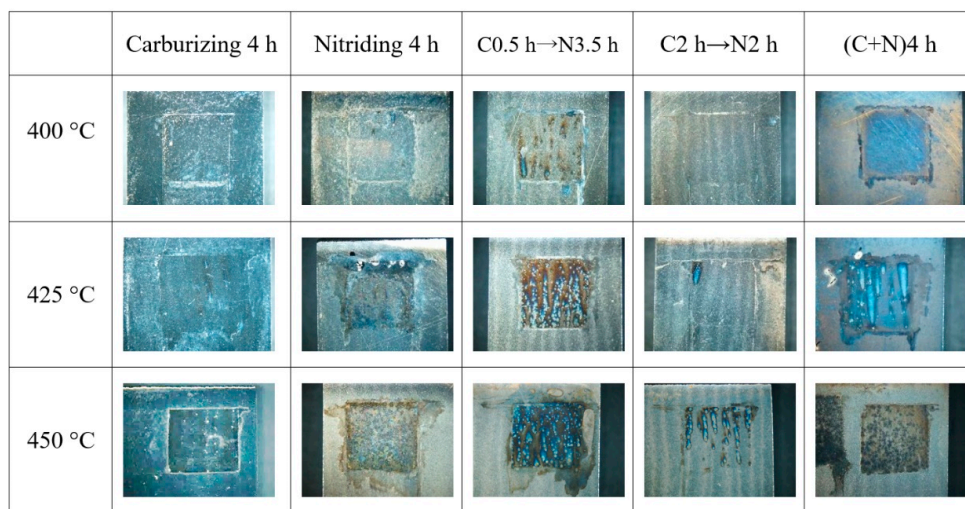 Carburizing 4 h
Nitriding 4 h
C0.5 h→N3.5 h
C2 h→N2 h
(C+N)4 h
400 °C
425 °C
450 °C